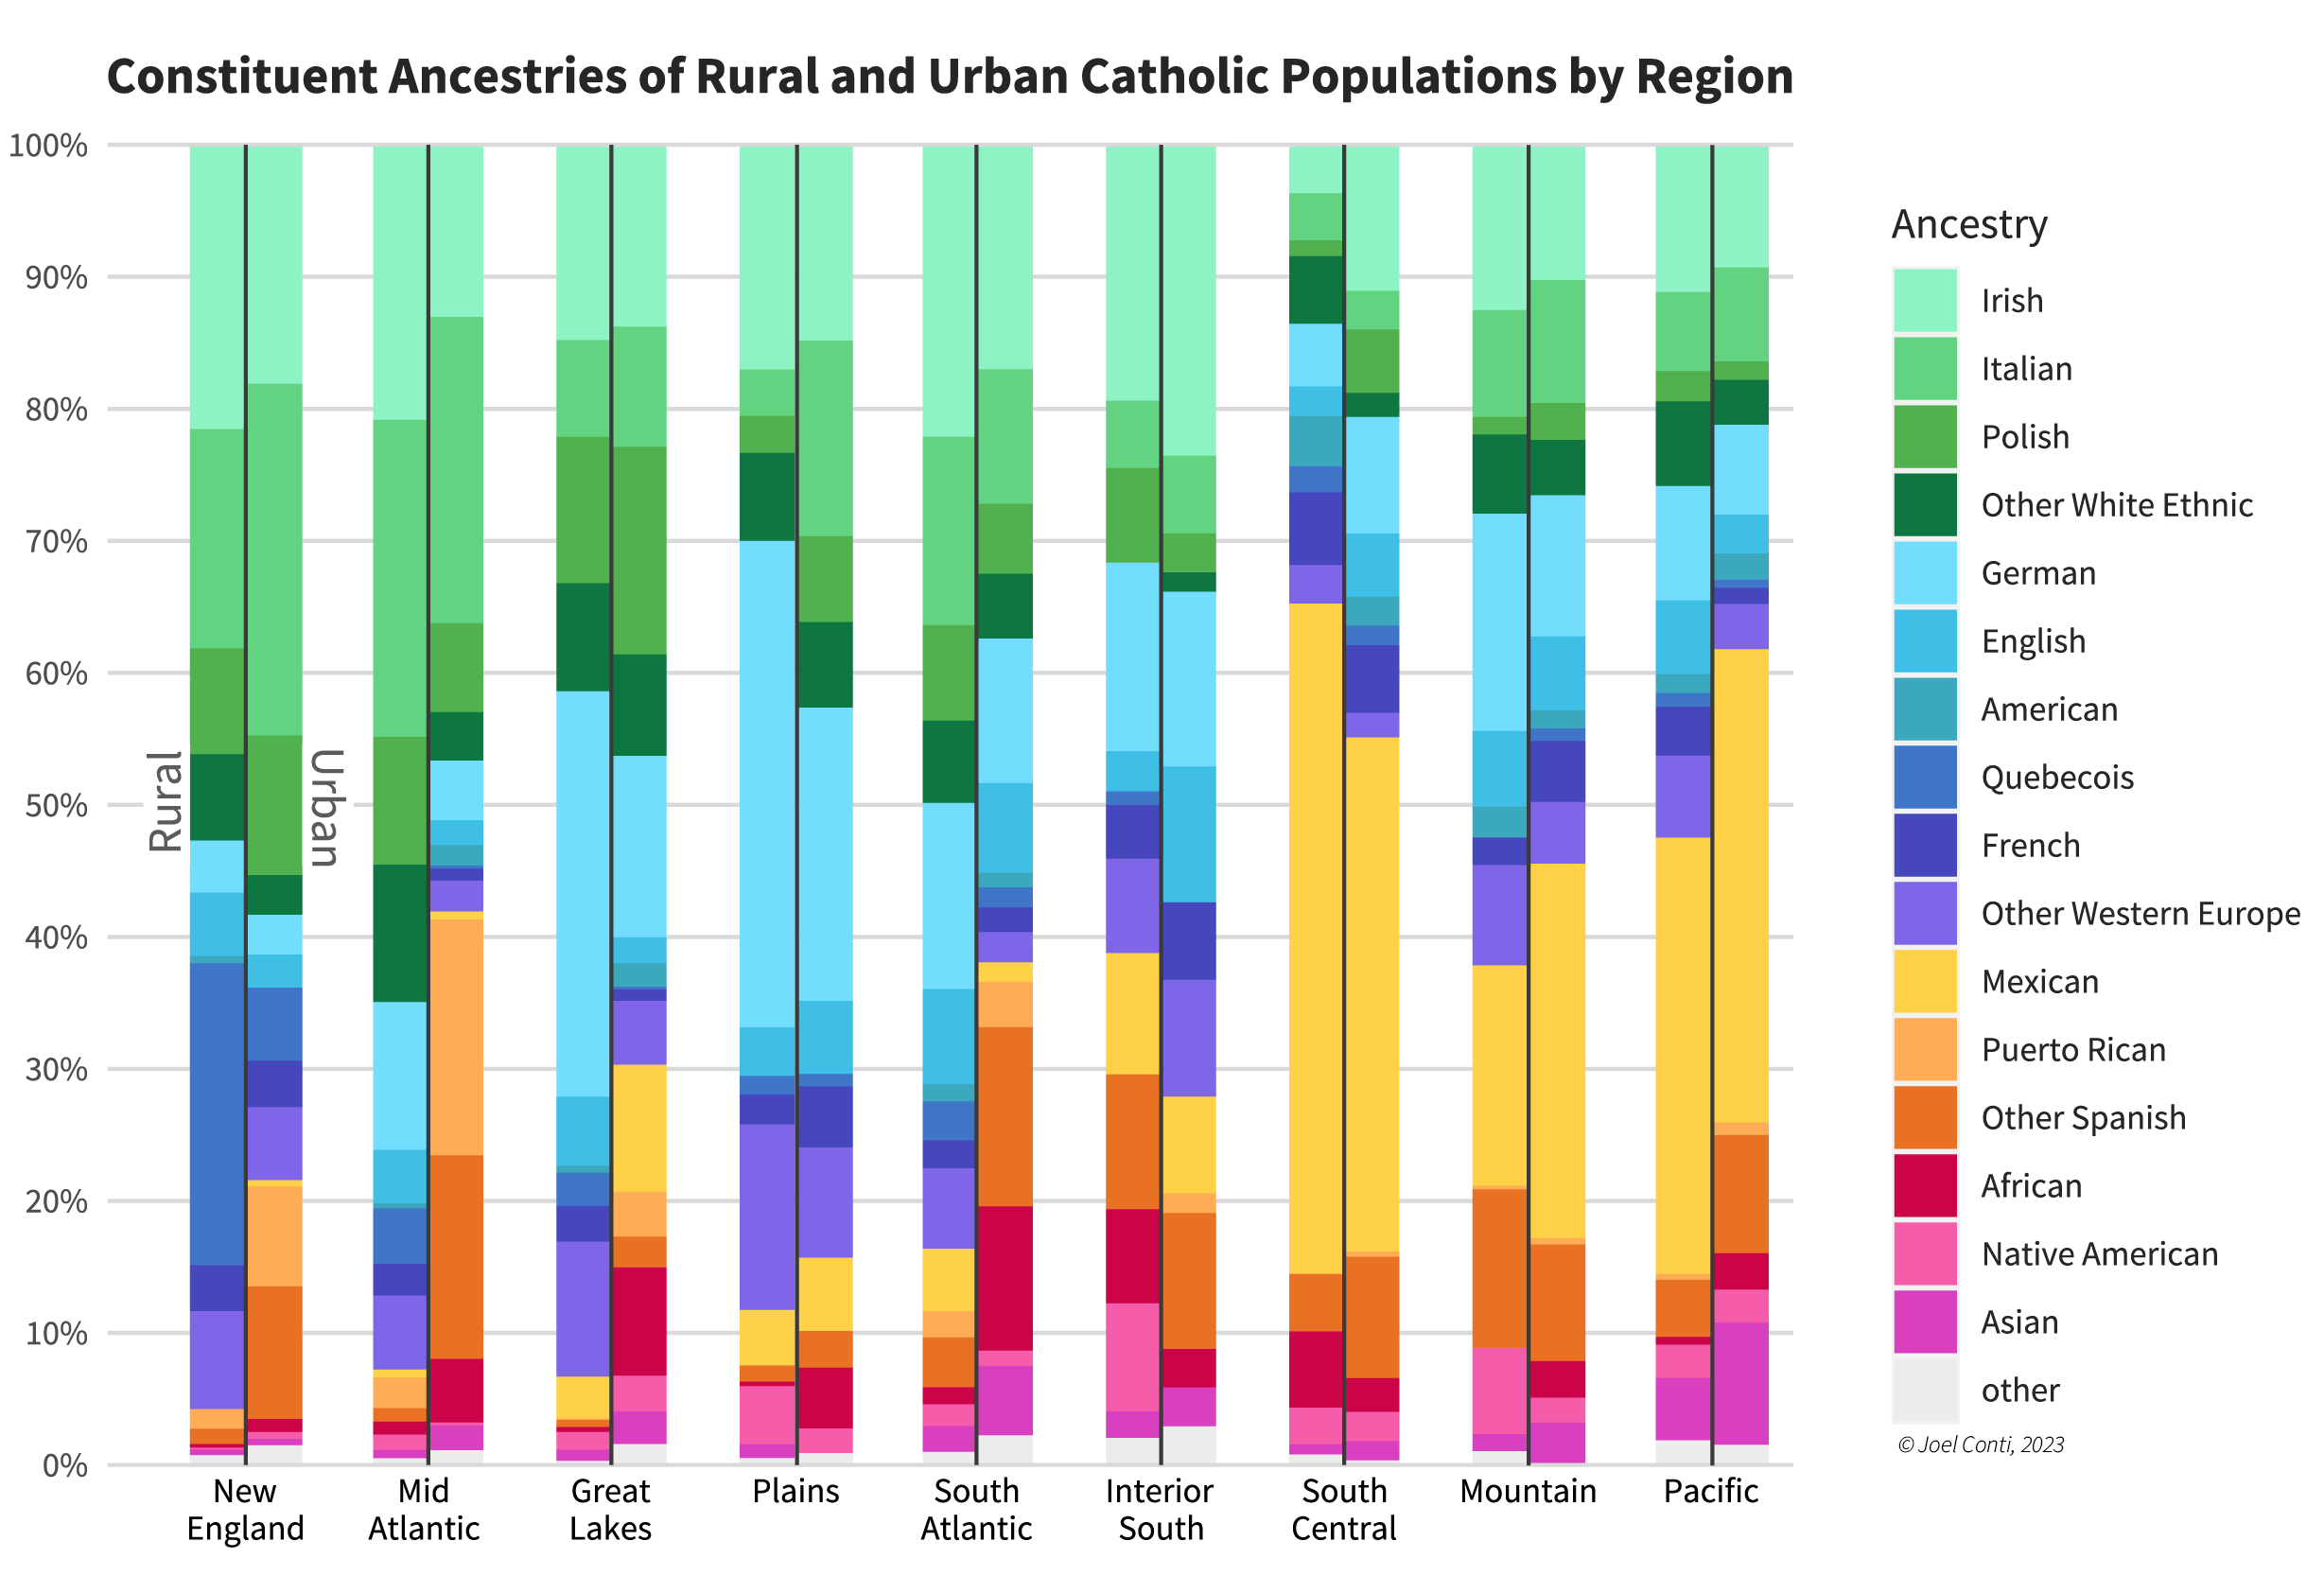 Constituent Ancestries of Rural and Urban Catholic Populations by Region
100%
90%
80%
70%
60%
50%
40%
30%
20%
10%
0%
Rural
Urban
New
England
Mid
Atlantic
Great
Lakes
Plains
South
Atlantic
Interior
South
South
Central
Mountain
Pacific
Ancestry
Irish
Italian
Polish
Other White Ethnic
German
English
American
Quebecois
French
Other Western Europe
Mexican
Puerto Rican
Other Spanish
African
Native American
Asian
other
© Joel Conti, 2023